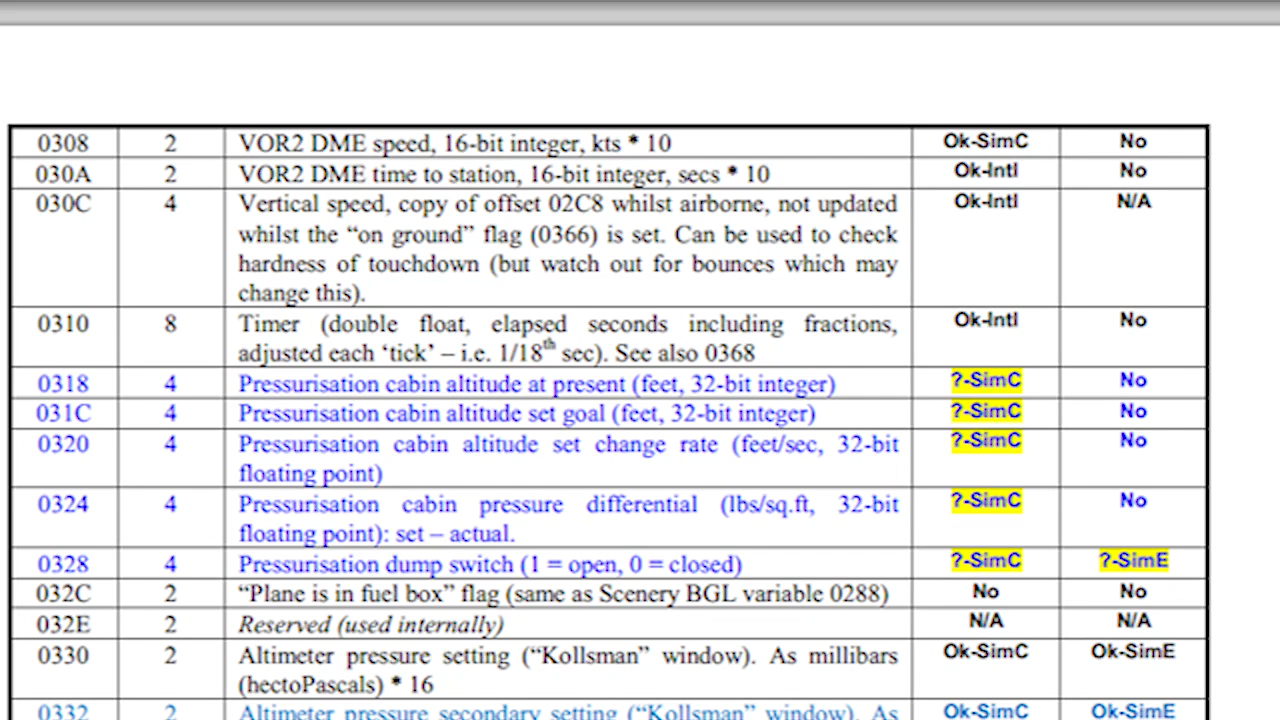 0308 2 VOR2 DME speed, 16-bit integer, kts * 10 Ok-SimC No
030A 2 VOR2 DME time to station, 16-bit integer, secs * 10 Ok-Intl No
030C 4 Vertical speed, copy of offset 02C8 whilst airborne, not updated Ok-Intl N/A
whilst the “on ground” flag (0366) is set. Can be used to check
hardness of touchdown (but watch out for bounces which may
change this).
0310 8 Timer (double float, elapsed seconds including fractions, Ok-Intl No
adjusted each ‘tick’ – i.e. 1/18th sec). See also 0368
0318 4 Pressurisation cabin altitude at present (feet, 32-bit integer) ?-SimC No
031C 4 Pressurisation cabin altitude set goal (feet, 32-bit integer) ?-SimC No
0320 4 Pressurisation cabin altitude set change rate (feet/sec, 32-bit ?-SimC No
floating point)
0324 4 Pressurisation cabin pressure differential (lbs/sq.ft, 32-bit ?-SimC No
floating point): set – actual.
0328 4 Pressurisation dump switch (1 = open, 0 = closed) ?-SimC ?-SimE
032C 2 “Plane is in fuel box” flag (same as Scenery BGL variable 0288) No No
032E 2 Reserved (used internally) N/A N/A
0330 2 Altimeter pressure setting (“Kollsman” window). As millibars Ok-SimC Ok-SimE
(hectoPascals) * 16
0332 2 Altimeter pressure secondary setting (“Kollsman” window). As Ok-SimC Ok-SimE